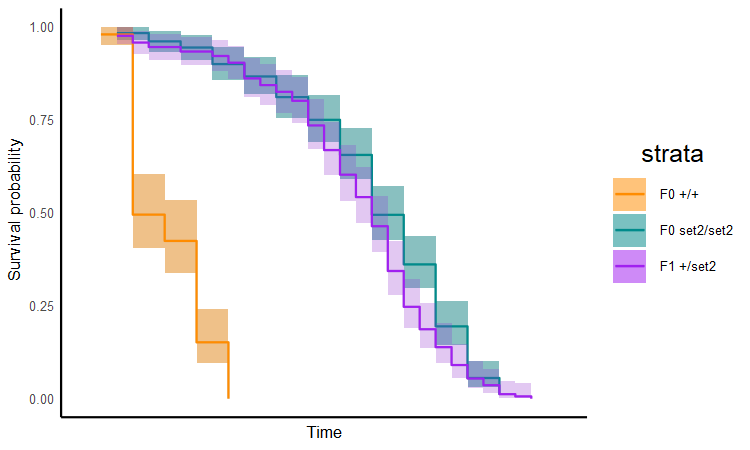 1.00
0.75
0.50
0.25
0.00
Survival probability
Time
strata
F0 +/+
F0 set2/set2
F1 +/set2